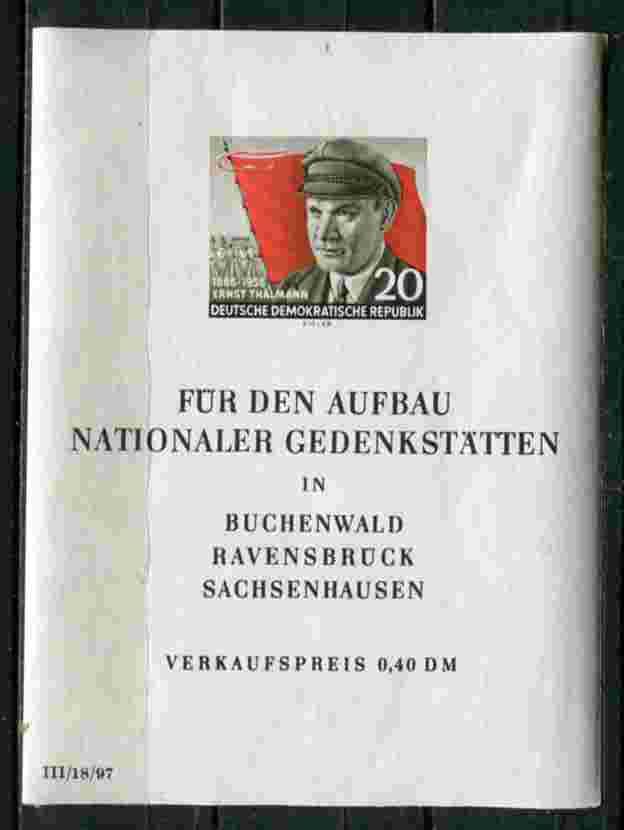 1886-1956
ERNST THÄLMANN
20
DEUTSCHE DEMOKRATISCHE REPUBLIK
FÜR DEN AUFBAU
NATIONALER GEDENKSTÄTTEN
IN
BUCHENWALD
RAVENSBRÜCK
SACHSENHAUSEN
VERKAUFSPREIS 0,40 DM
III/18/97